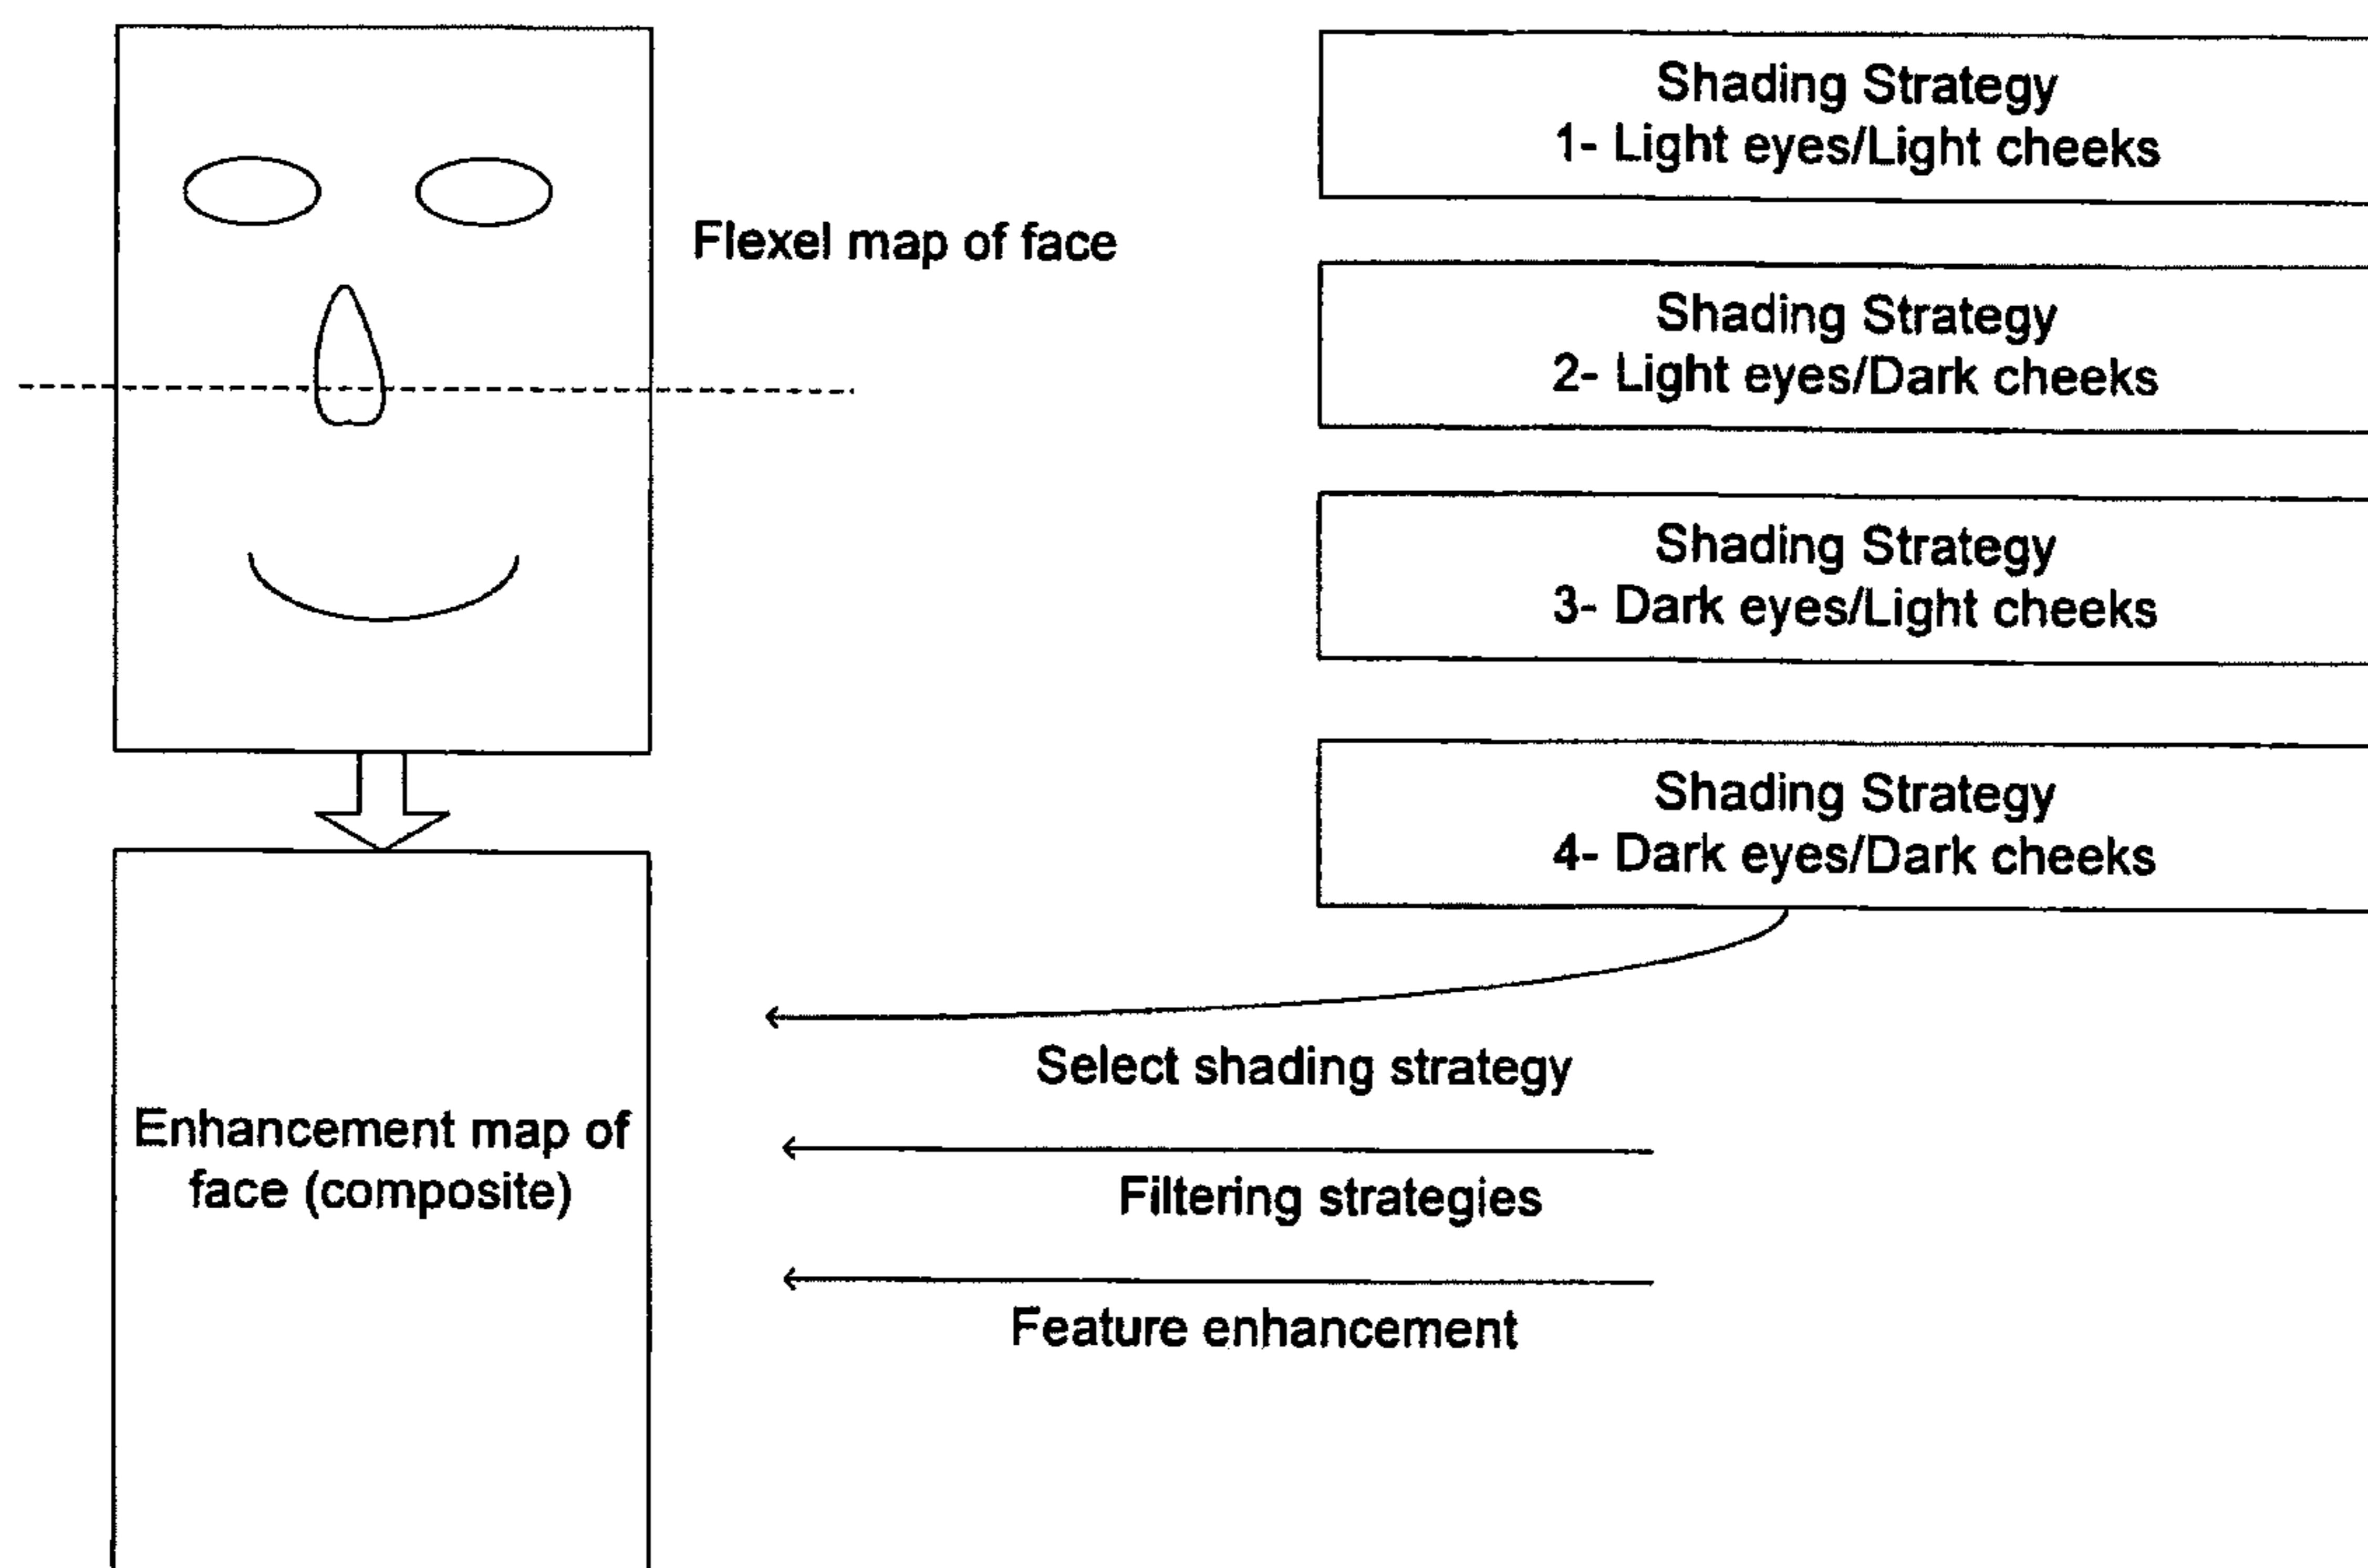 Flexel map of face
Shading Strategy
1- Light eyes/Light cheeks
Shading Strategy
2- Light eyes/Dark cheeks
Shading Strategy
3- Dark eyes/Light cheeks
Shading Strategy
4- Dark eyes/Dark cheeks
Select shading strategy
Enhancement map of
face (composite)
Filtering strategies
Feature enhancement